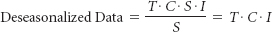 Deseasonalized Data = T · C · S · I / S = T · C · I